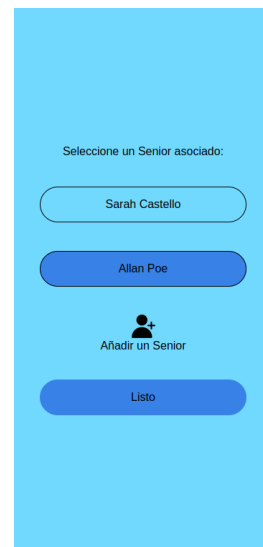 Seleccione un Senior asociado:
Sarah Castello
Allan Poe
Añadir un Senior
Listo